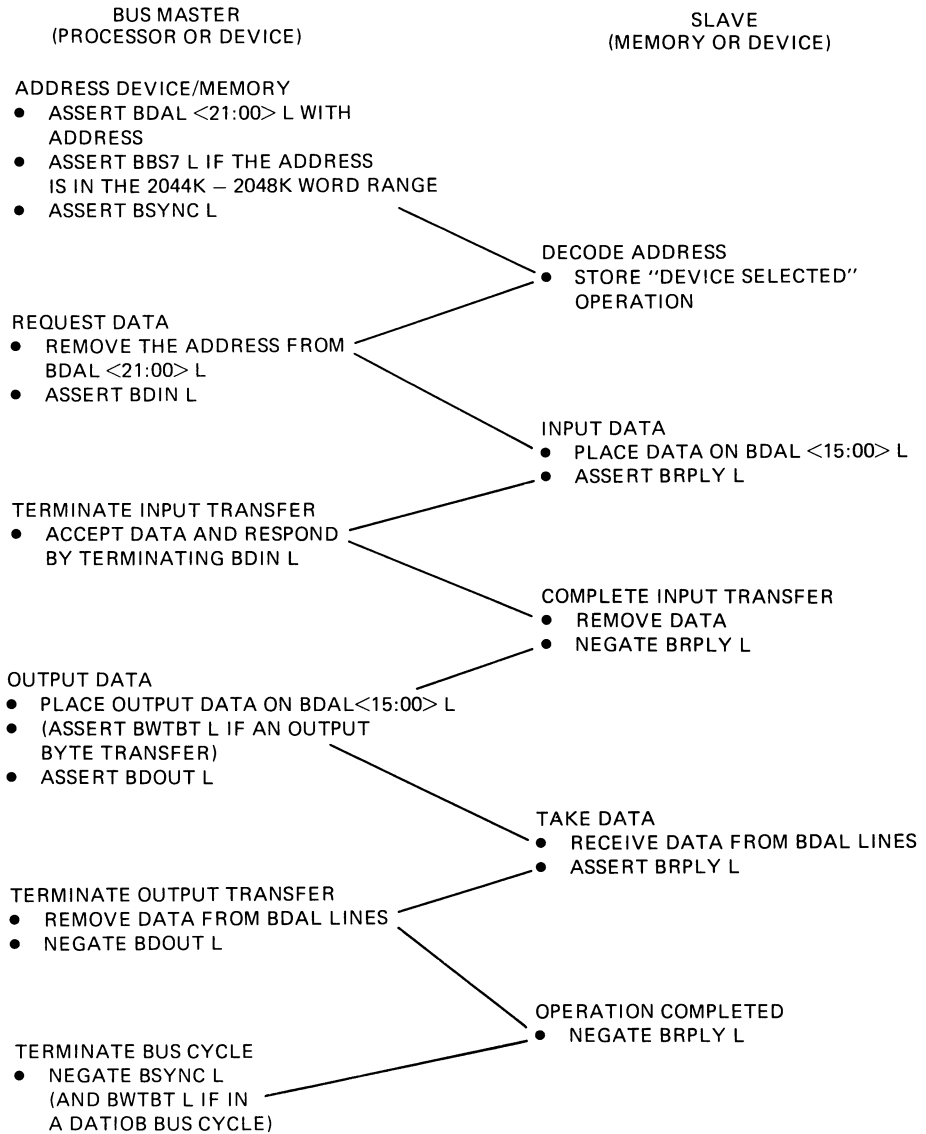 BUS MASTER
(PROCESSOR OR DEVICE)
SLAVE
(MEMORY OR DEVICE)
ADDRESS DEVICE/MEMORY
• ASSERT BDAL <21:00> L WITH
ADDRESS
• ASSERT BBS7 L IF THE ADDRESS
IS IN THE 2044K – 2048K WORD RANGE
• ASSERT BSYNC L
DECODE ADDRESS
• STORE ''DEVICE SELECTED''
OPERATION
REQUEST DATA
• REMOVE THE ADDRESS FROM
BDAL <21:00> L
• ASSERT BDIN L
INPUT DATA
• PLACE DATA ON BDAL <15:00> L
• ASSERT BRPLY L
TERMINATE INPUT TRANSFER
• ACCEPT DATA AND RESPOND
BY TERMINATING BDIN L
COMPLETE INPUT TRANSFER
• REMOVE DATA
• NEGATE BRPLY L
OUTPUT DATA
• PLACE OUTPUT DATA ON BDAL<15:00> L
• (ASSERT BWTBT L IF AN OUTPUT
BYTE TRANSFER)
• ASSERT BDOUT L
TAKE DATA
• RECEIVE DATA FROM BDAL LINES
• ASSERT BRPLY L
TERMINATE OUTPUT TRANSFER
• REMOVE DATA FROM BDAL LINES
• NEGATE BDOUT L
OPERATION COMPLETED
• NEGATE BRPLY L
TERMINATE BUS CYCLE
• NEGATE BSYNC L
(AND BWTBT L IF IN
A DATIOB BUS CYCLE)